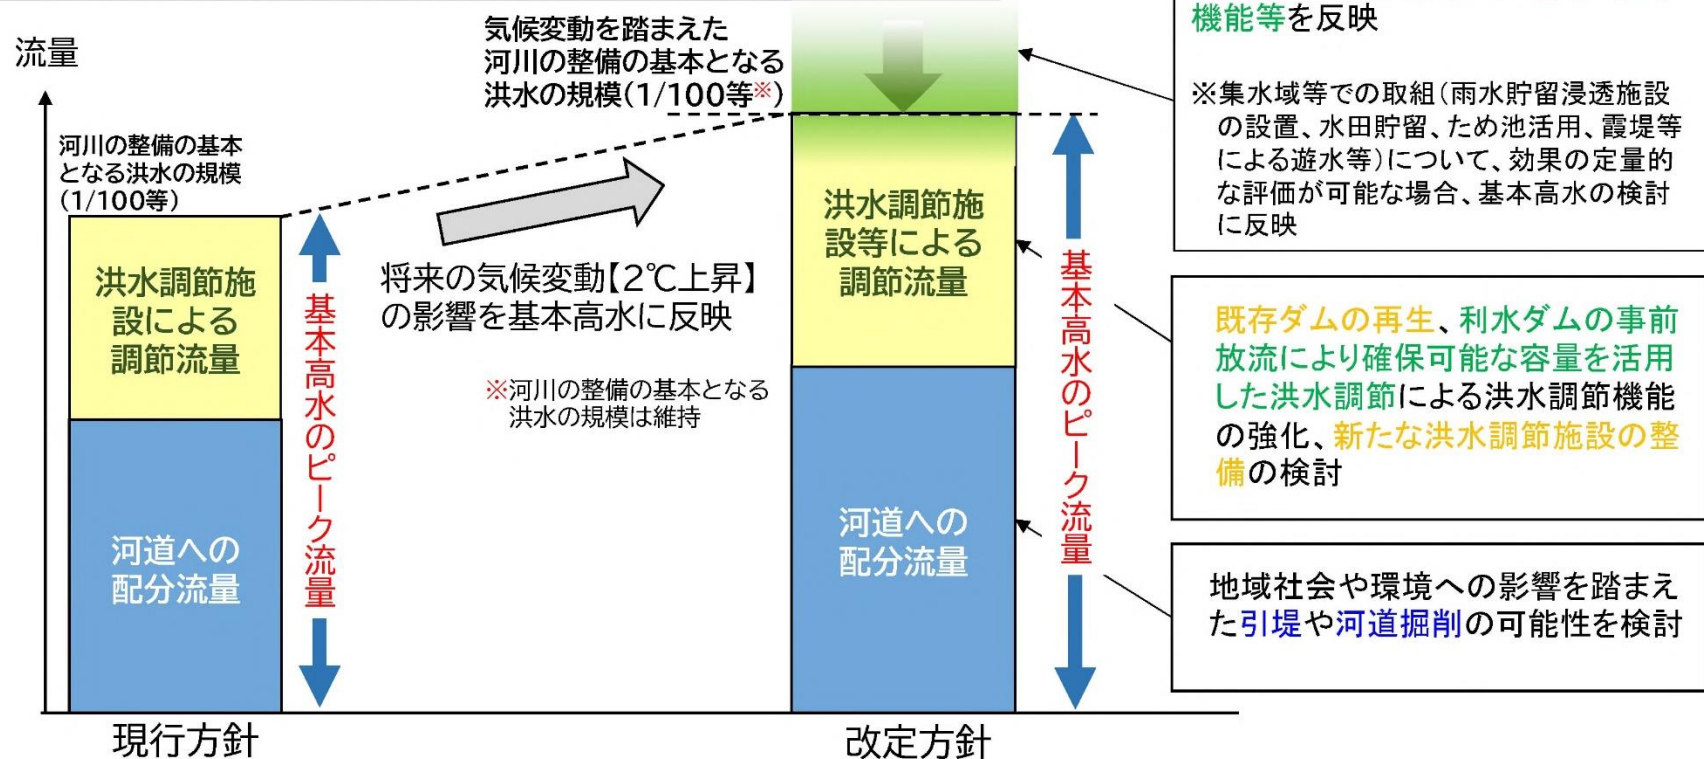 流量
河川の整備の基本
となる洪水の規模
(1/100等)
洪水調節施
設による
調節流量
河道への
配分流量
基本高水のピーク流量
現行方針
気候変動を踏まえた
河川の整備の基本となる
洪水の規模(1/100等※)
将来の気候変動【2℃上昇】
の影響を基本高水に反映
※河川の整備の基本となる
洪水の規模は維持
洪水調節施
設等による
調節流量
河道への
配分流量
基本高水のピーク流量
改定方針
機能等を反映
※集水域等での取組(雨水貯留浸透施設
の設置、水田貯留、ため池活用、霞堤等
による遊水等)について、効果の定量的
な評価が可能な場合、基本高水の検討
に反映
既存ダムの再生、利水ダムの事前
放流により確保可能な容量を活用
した洪水調節による洪水調節機能
の強化、新たな洪水調節施設の整
備の検討
地域社会や環境への影響を踏まえ
た引堤や河道掘削の可能性を検討